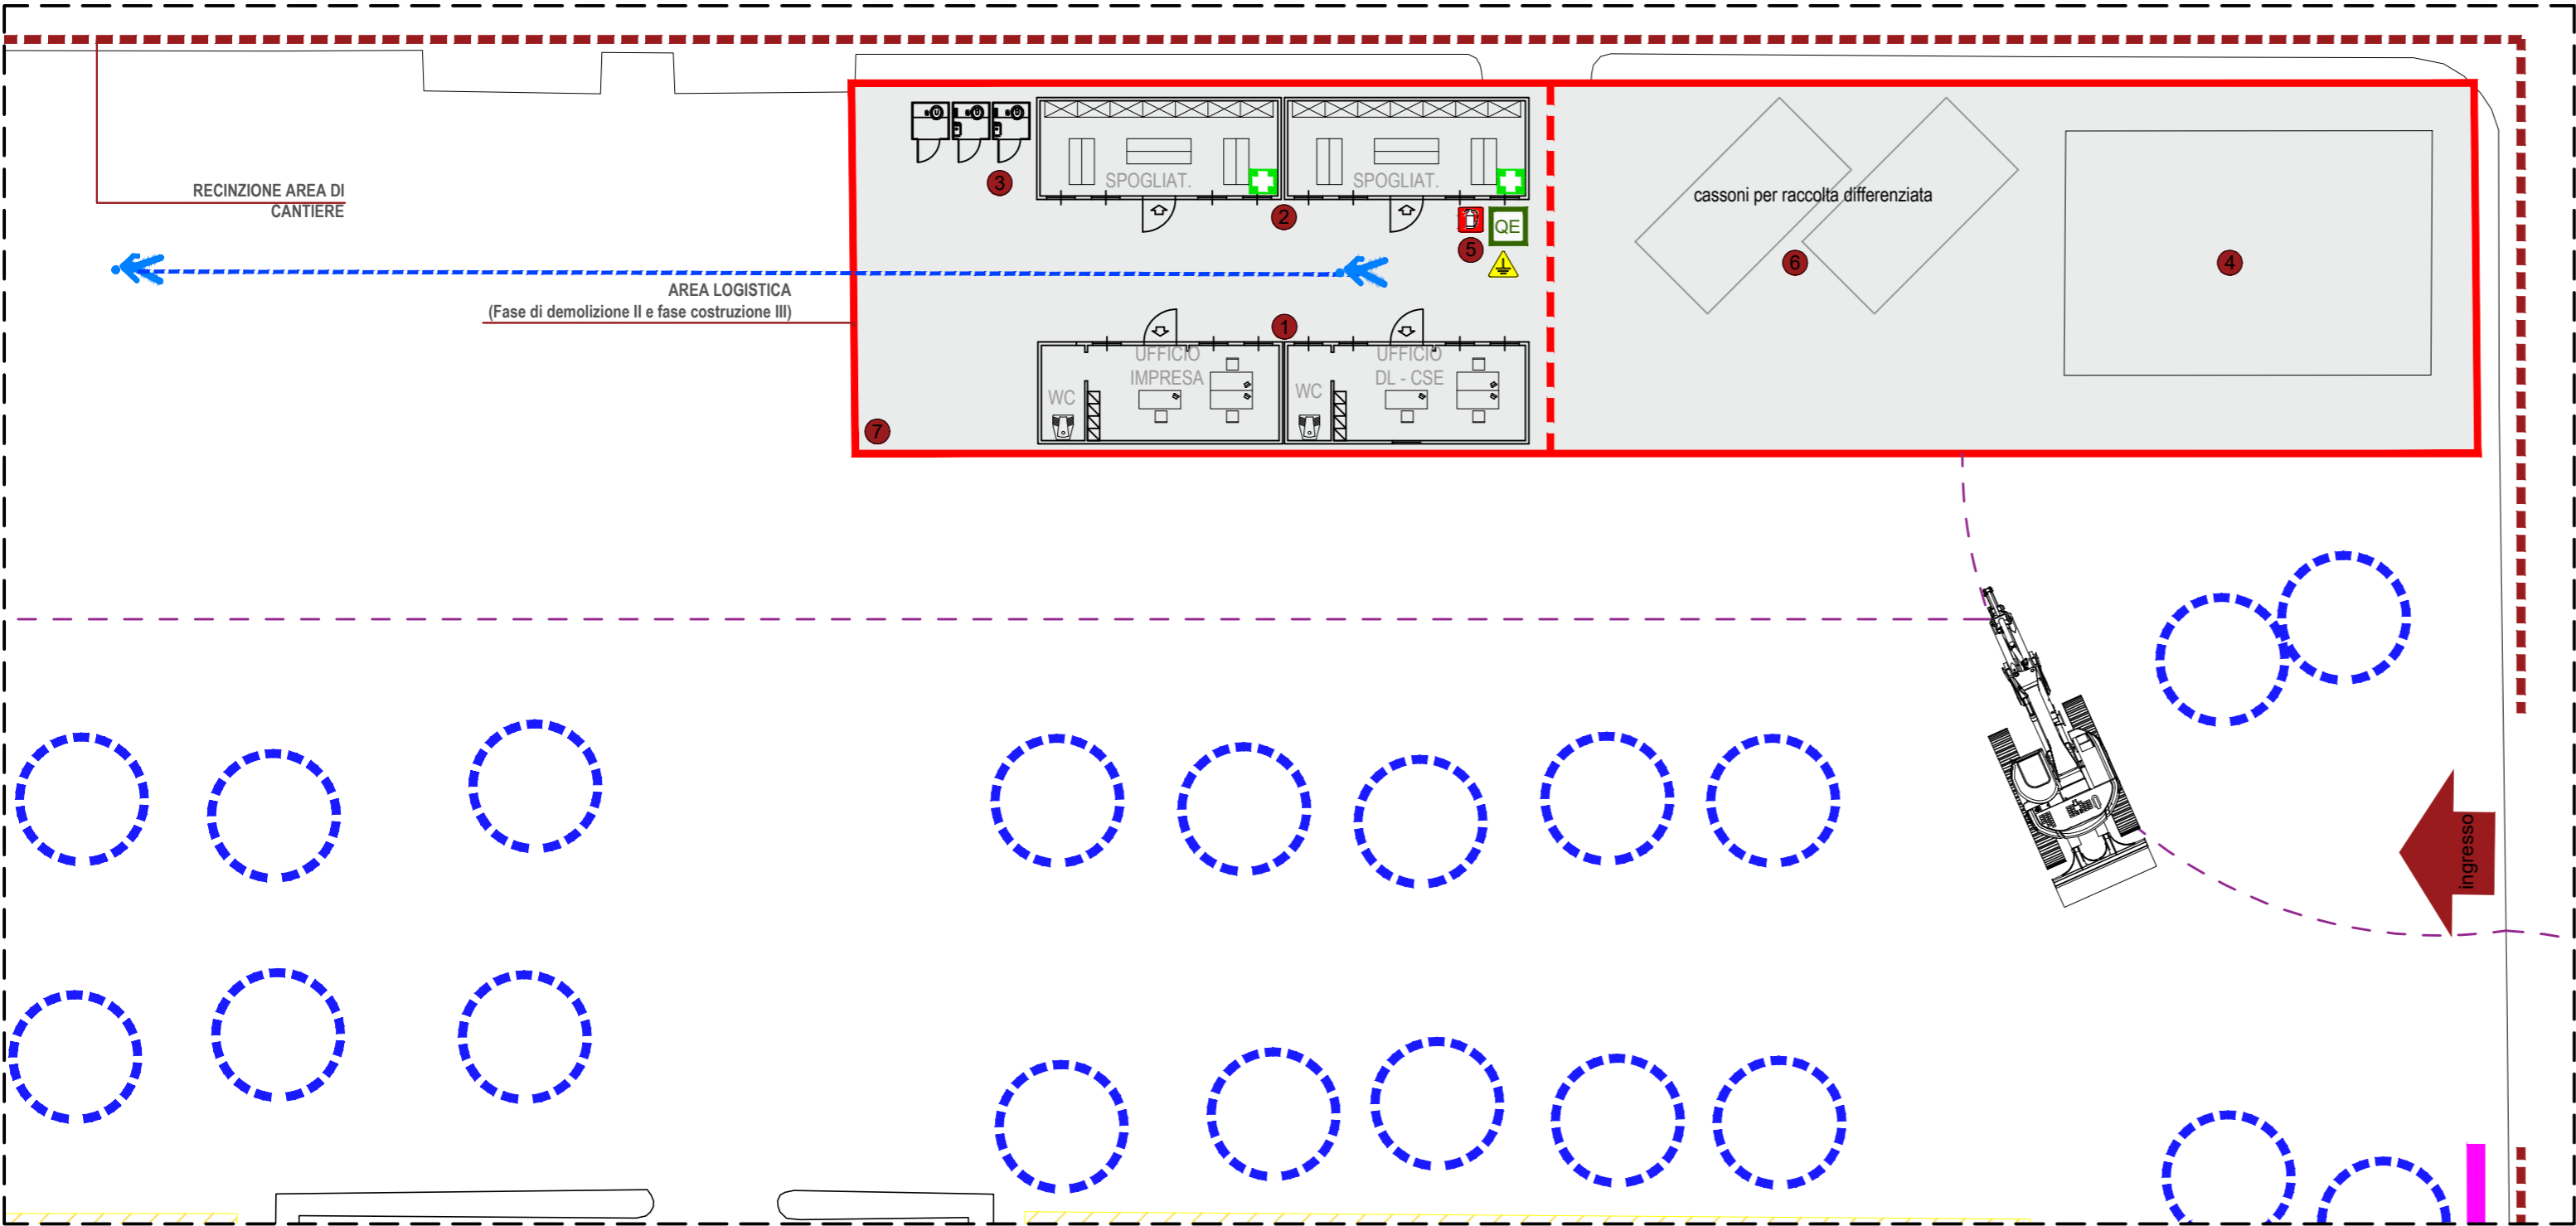 RECINZIONE AREA DI
CANTIERE
AREA LOGISTICA
(Fase di demolizione II e fase costruzione III)
3
SPOGLIAT.
SPOGLIAT.
2
QE
5
1
UFFICIO
IMPRESA
WC
UFFICIO
DL - CSE
WC
7
cassoni per raccolta differenziata
6
4
ingresso